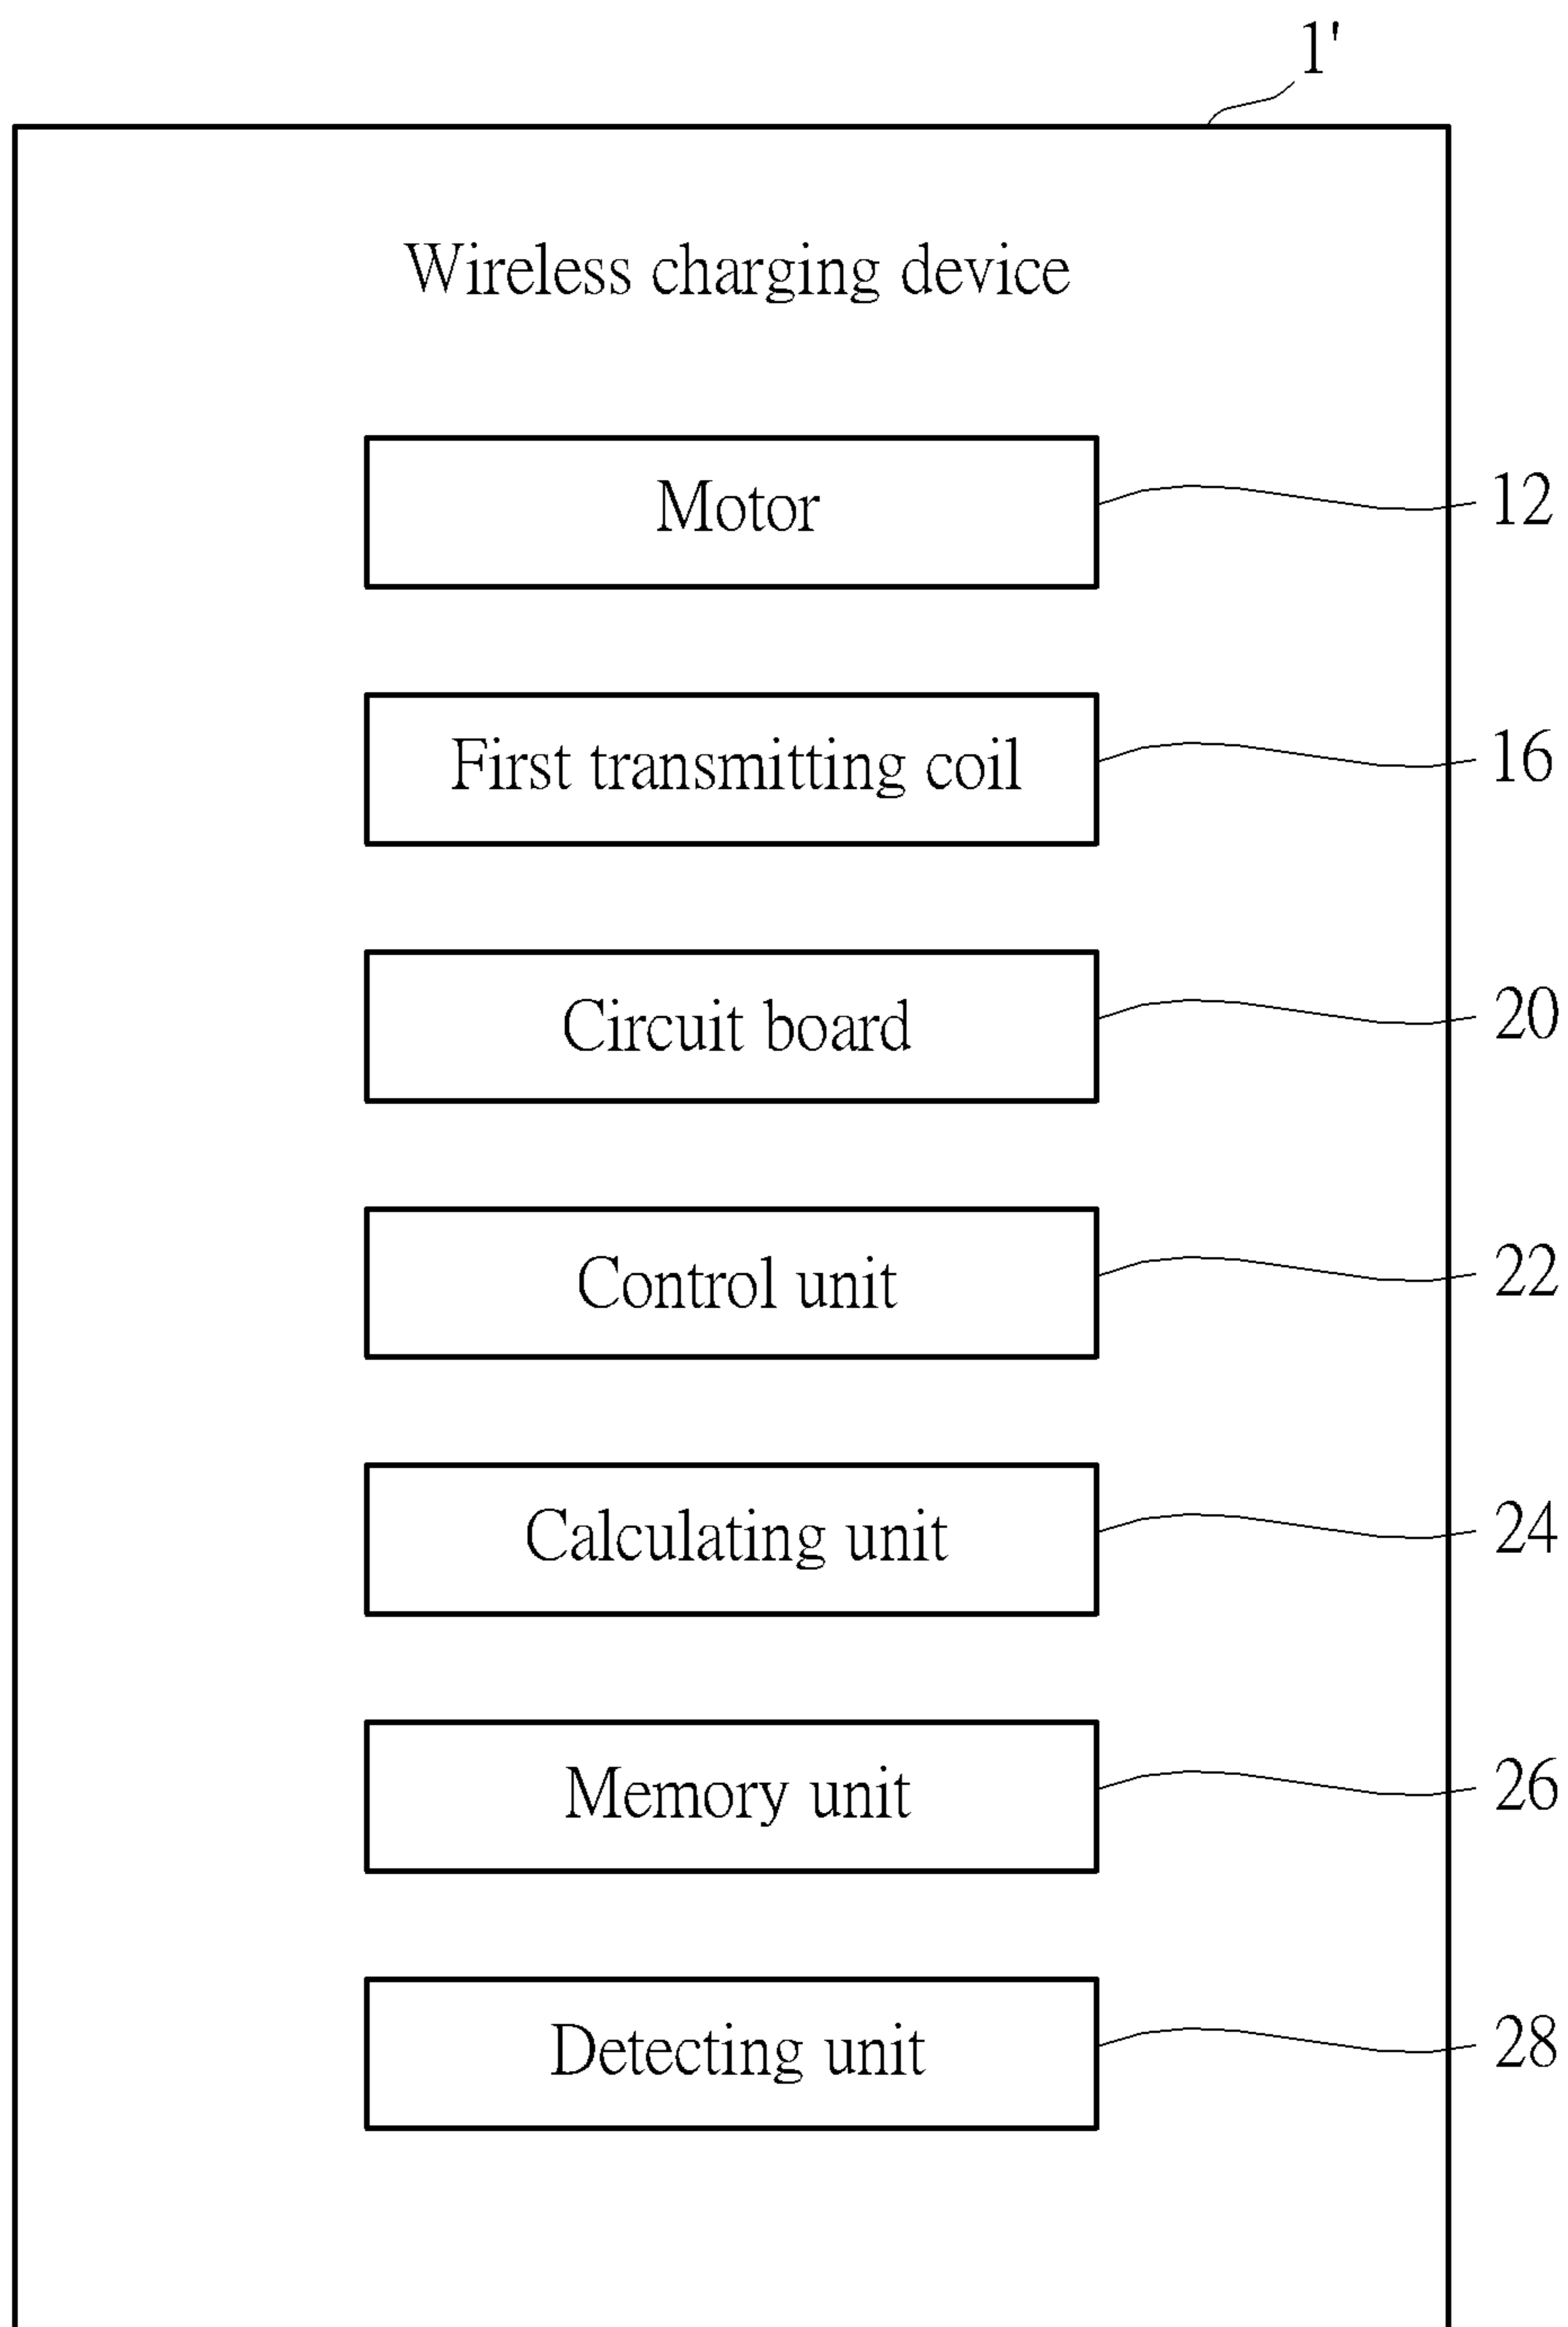 1'
Wireless charging device
Motor 12
First transmitting coil 16
Circuit board 20
Control unit 22
Calculating unit 24
Memory unit 26
Detecting unit 28